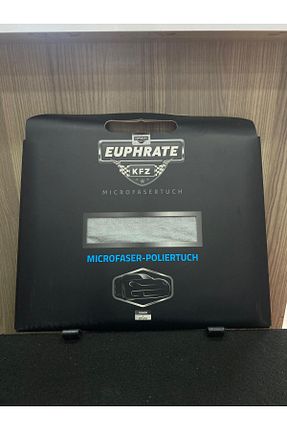 EUPHRATE
KFZ
MICROFASERTUCH
MICROFASER-POLIERTUCH